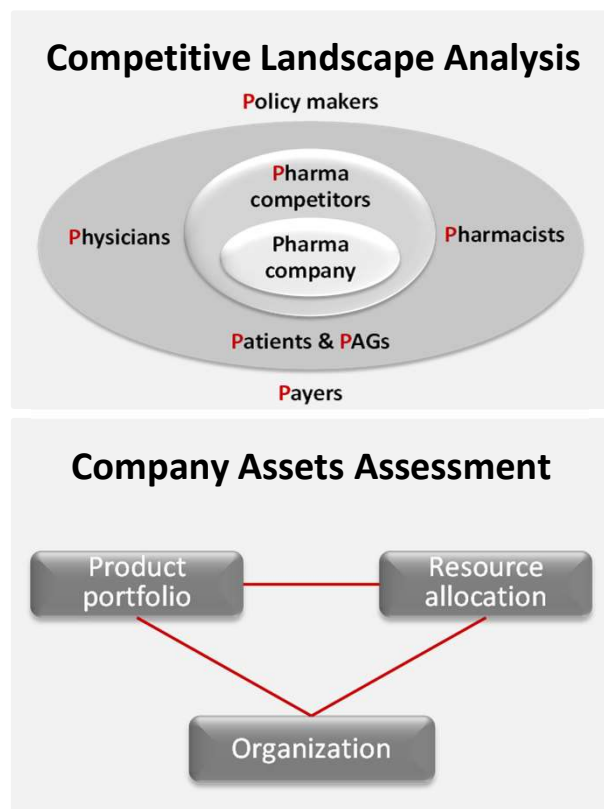 Competitive Landscape Analysis
Policy makers
Pharma
competitors
Physicians
Pharmacists
Pharma
company
Patients & PAGs
Payers
Company Assets Assessment
Product
portfolio
Resource
allocation
Organization